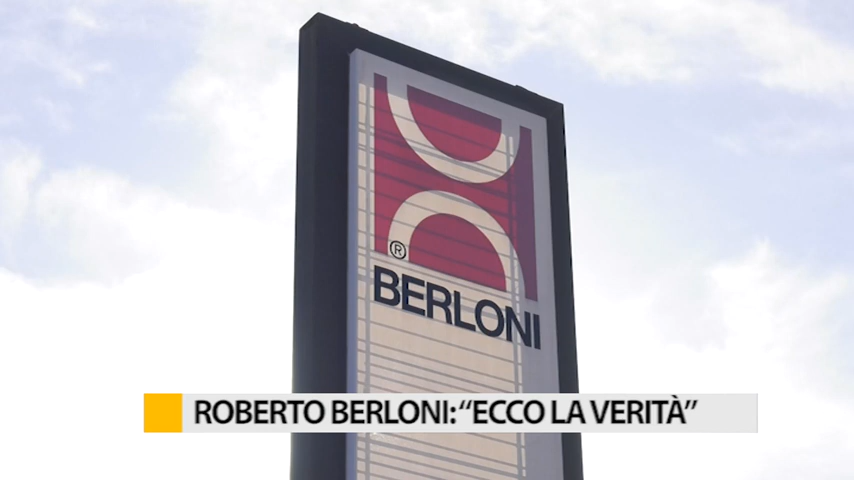 ®
BERLONI
ROBERTO BERLONI: “ECCO LA VERITÀ”